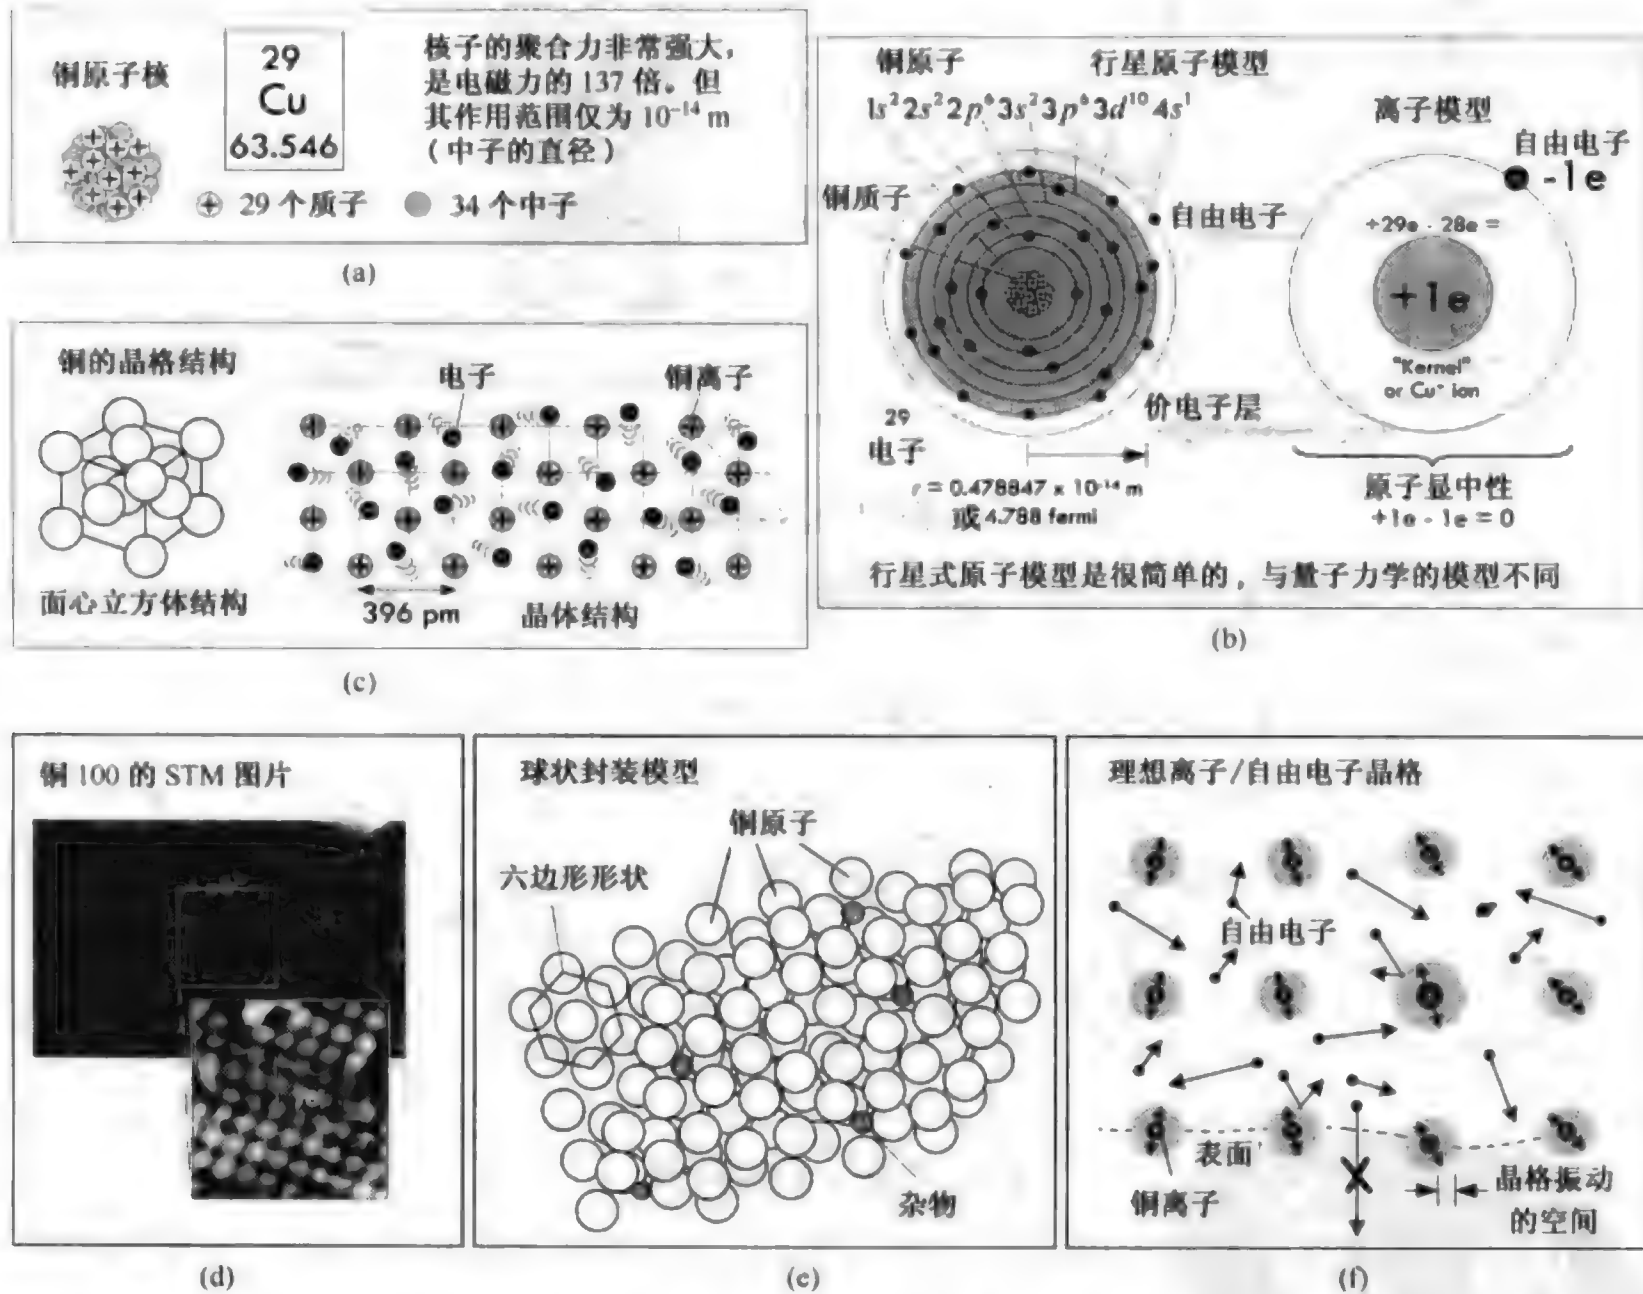 铜原子核
29
Cu
63.546
核子的聚合力非常强大，
是电磁力的 137 倍。但
其作用范围仅为 10⁻¹⁴ m
（中子的直径）
29 个质子
34 个中子
(a)
铜原子
行星原子模型
1s²2s²2p⁶3s²3p⁶3d¹⁰4s¹
铜质子
自由电子
29
电子
价电子层
r = 0.478847 x 10⁻¹⁴ m
或 4.788 fermi
离子模型
自由电子
-1e
+29e - 28e =
+1e
"Kernel"
or Cu⁺ ion
原子显中性
+1e - 1e = 0
行星式原子模型是很简单的，与量子力学的模型不同
(b)
铜的晶格结构
面心立方体结构
电子
铜离子
396 pm
晶体结构
(c)
铜 100 的 STM 图片
(d)
球状封装模型
铜原子
六边形形状
杂物
(e)
理想离子/自由电子晶格
自由电子
表面
铜离子
晶格振动
的空间
(f)